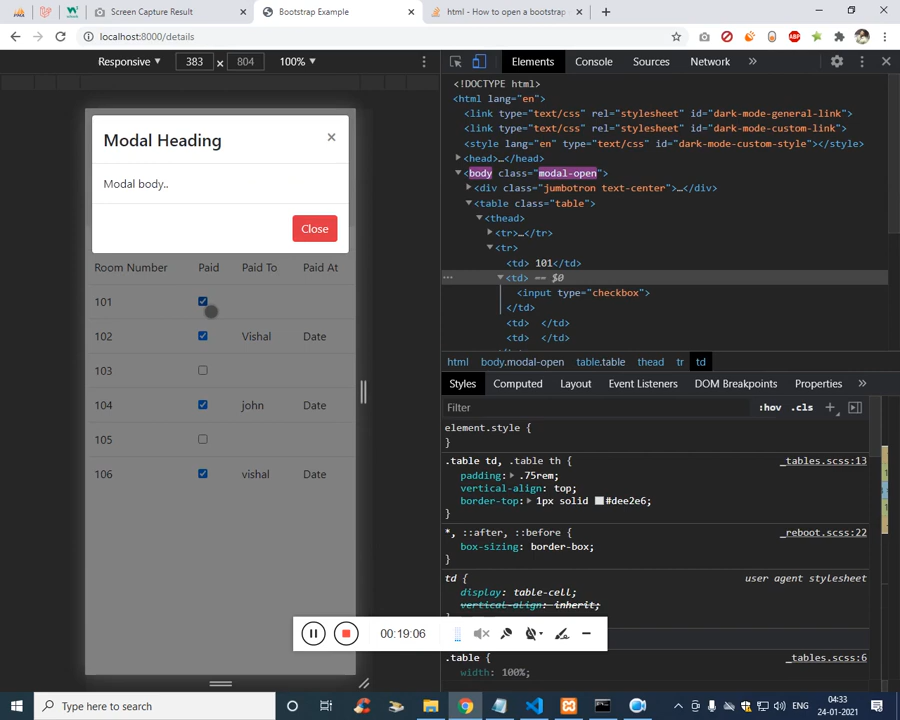 Screen Capture Result
Bootstrap Example
html - How to open a bootstrap
localhost:8000/details
Responsive
383
804
100%
Elements
Console
Sources
Network
Modal Heading
×
Modal body..
Close
Room Number
Paid
Paid To
Paid At
101
102
Vishal
Date
103
104
john
Date
105
106
vishal
Date
<!DOCTYPE html>
<html lang="en">
<link type="text/css" rel="stylesheet" id="dark-mode-general-link">
<link type="text/css" rel="stylesheet" id="dark-mode-custom-link">
<style lang="en" type="text/css" id="dark-mode-custom-style"></style>
<head>…</head>
<body class="modal-open">
<div class="jumbotron text-center">…</div>
<table class="table">
<thead>
<tr>…</tr>
<tr>
<td> 101</td>
<td> == $0
<input type="checkbox">
</td>
<td> </td>
<td> </td>
html
body.modal-open
table.table
thead
tr
td
Styles
Computed
Layout
Event Listeners
DOM Breakpoints
Properties
Filter
:hov
.cls
element.style {
}
.table td, .table th {
_tables.scss:13
padding: .75rem;
vertical-align: top;
border-top: 1px solid #dee2e6;
}
*, ::after, ::before {
_reboot.scss:22
box-sizing: border-box;
}
td {
user agent stylesheet
display: table-cell;
vertical-align: inherit;
.table {
_tables.scss:6
width: 100%;
00:19:06
Type here to search
ENG
04:33
24-01-2021